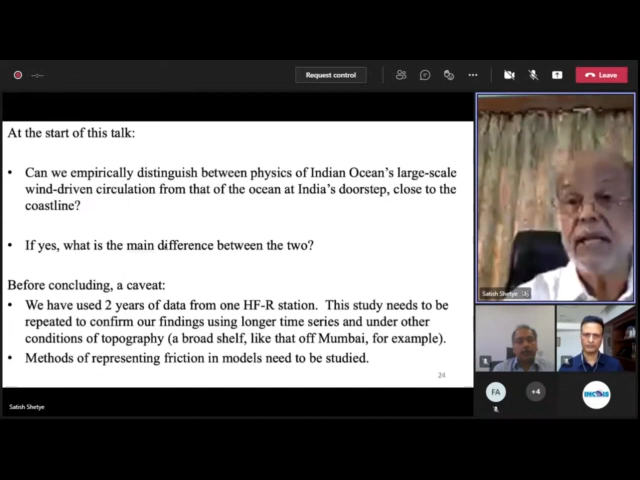 Request control
Leave
At the start of this talk:
• Can we empirically distinguish between physics of Indian Ocean's large-scale
wind-driven circulation from that of the ocean at India's doorstep, close to the
coastline?
• If yes, what is the main difference between the two?
Before concluding, a caveat:
• We have used 2 years of data from one HF-R station. This study needs to be
repeated to confirm our findings using longer time series and under other
conditions of topography (a broad shelf, like that off Mumbai, for example).
• Methods of representing friction in models need to be studied.
24
Satish Shetye
Satish Shetye
FA
+4
INCOIS